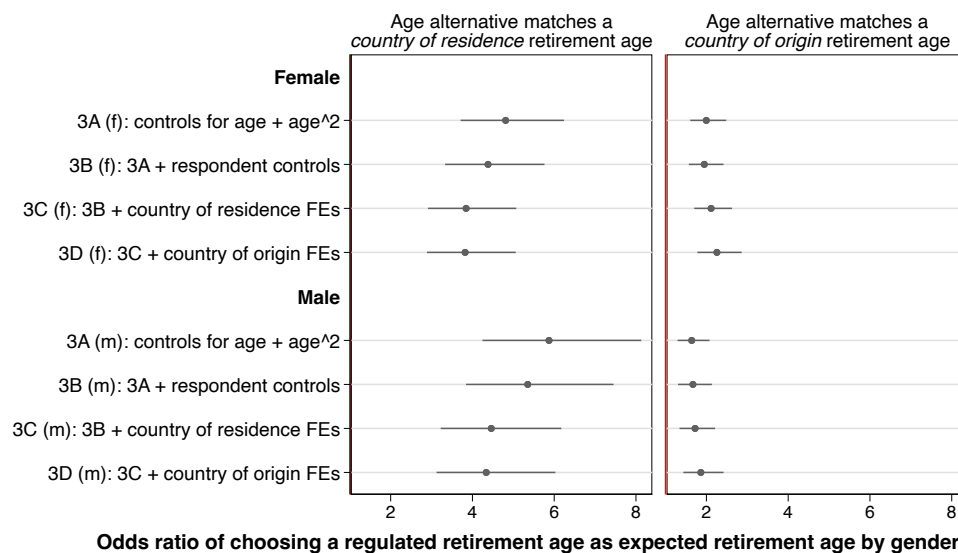 Age alternative matches a
country of residence retirement age
Age alternative matches a
country of origin retirement age
Female
3A (f): controls for age + age^2
3B (f): 3A + respondent controls
3C (f): 3B + country of residence FEs
3D (f): 3C + country of origin FEs
Male
3A (m): controls for age + age^2
3B (m): 3A + respondent controls
3C (m): 3B + country of residence FEs
3D (m): 3C + country of origin FEs
2 4 6 8
2 4 6 8
Odds ratio of choosing a regulated retirement age as expected retirement age by gender